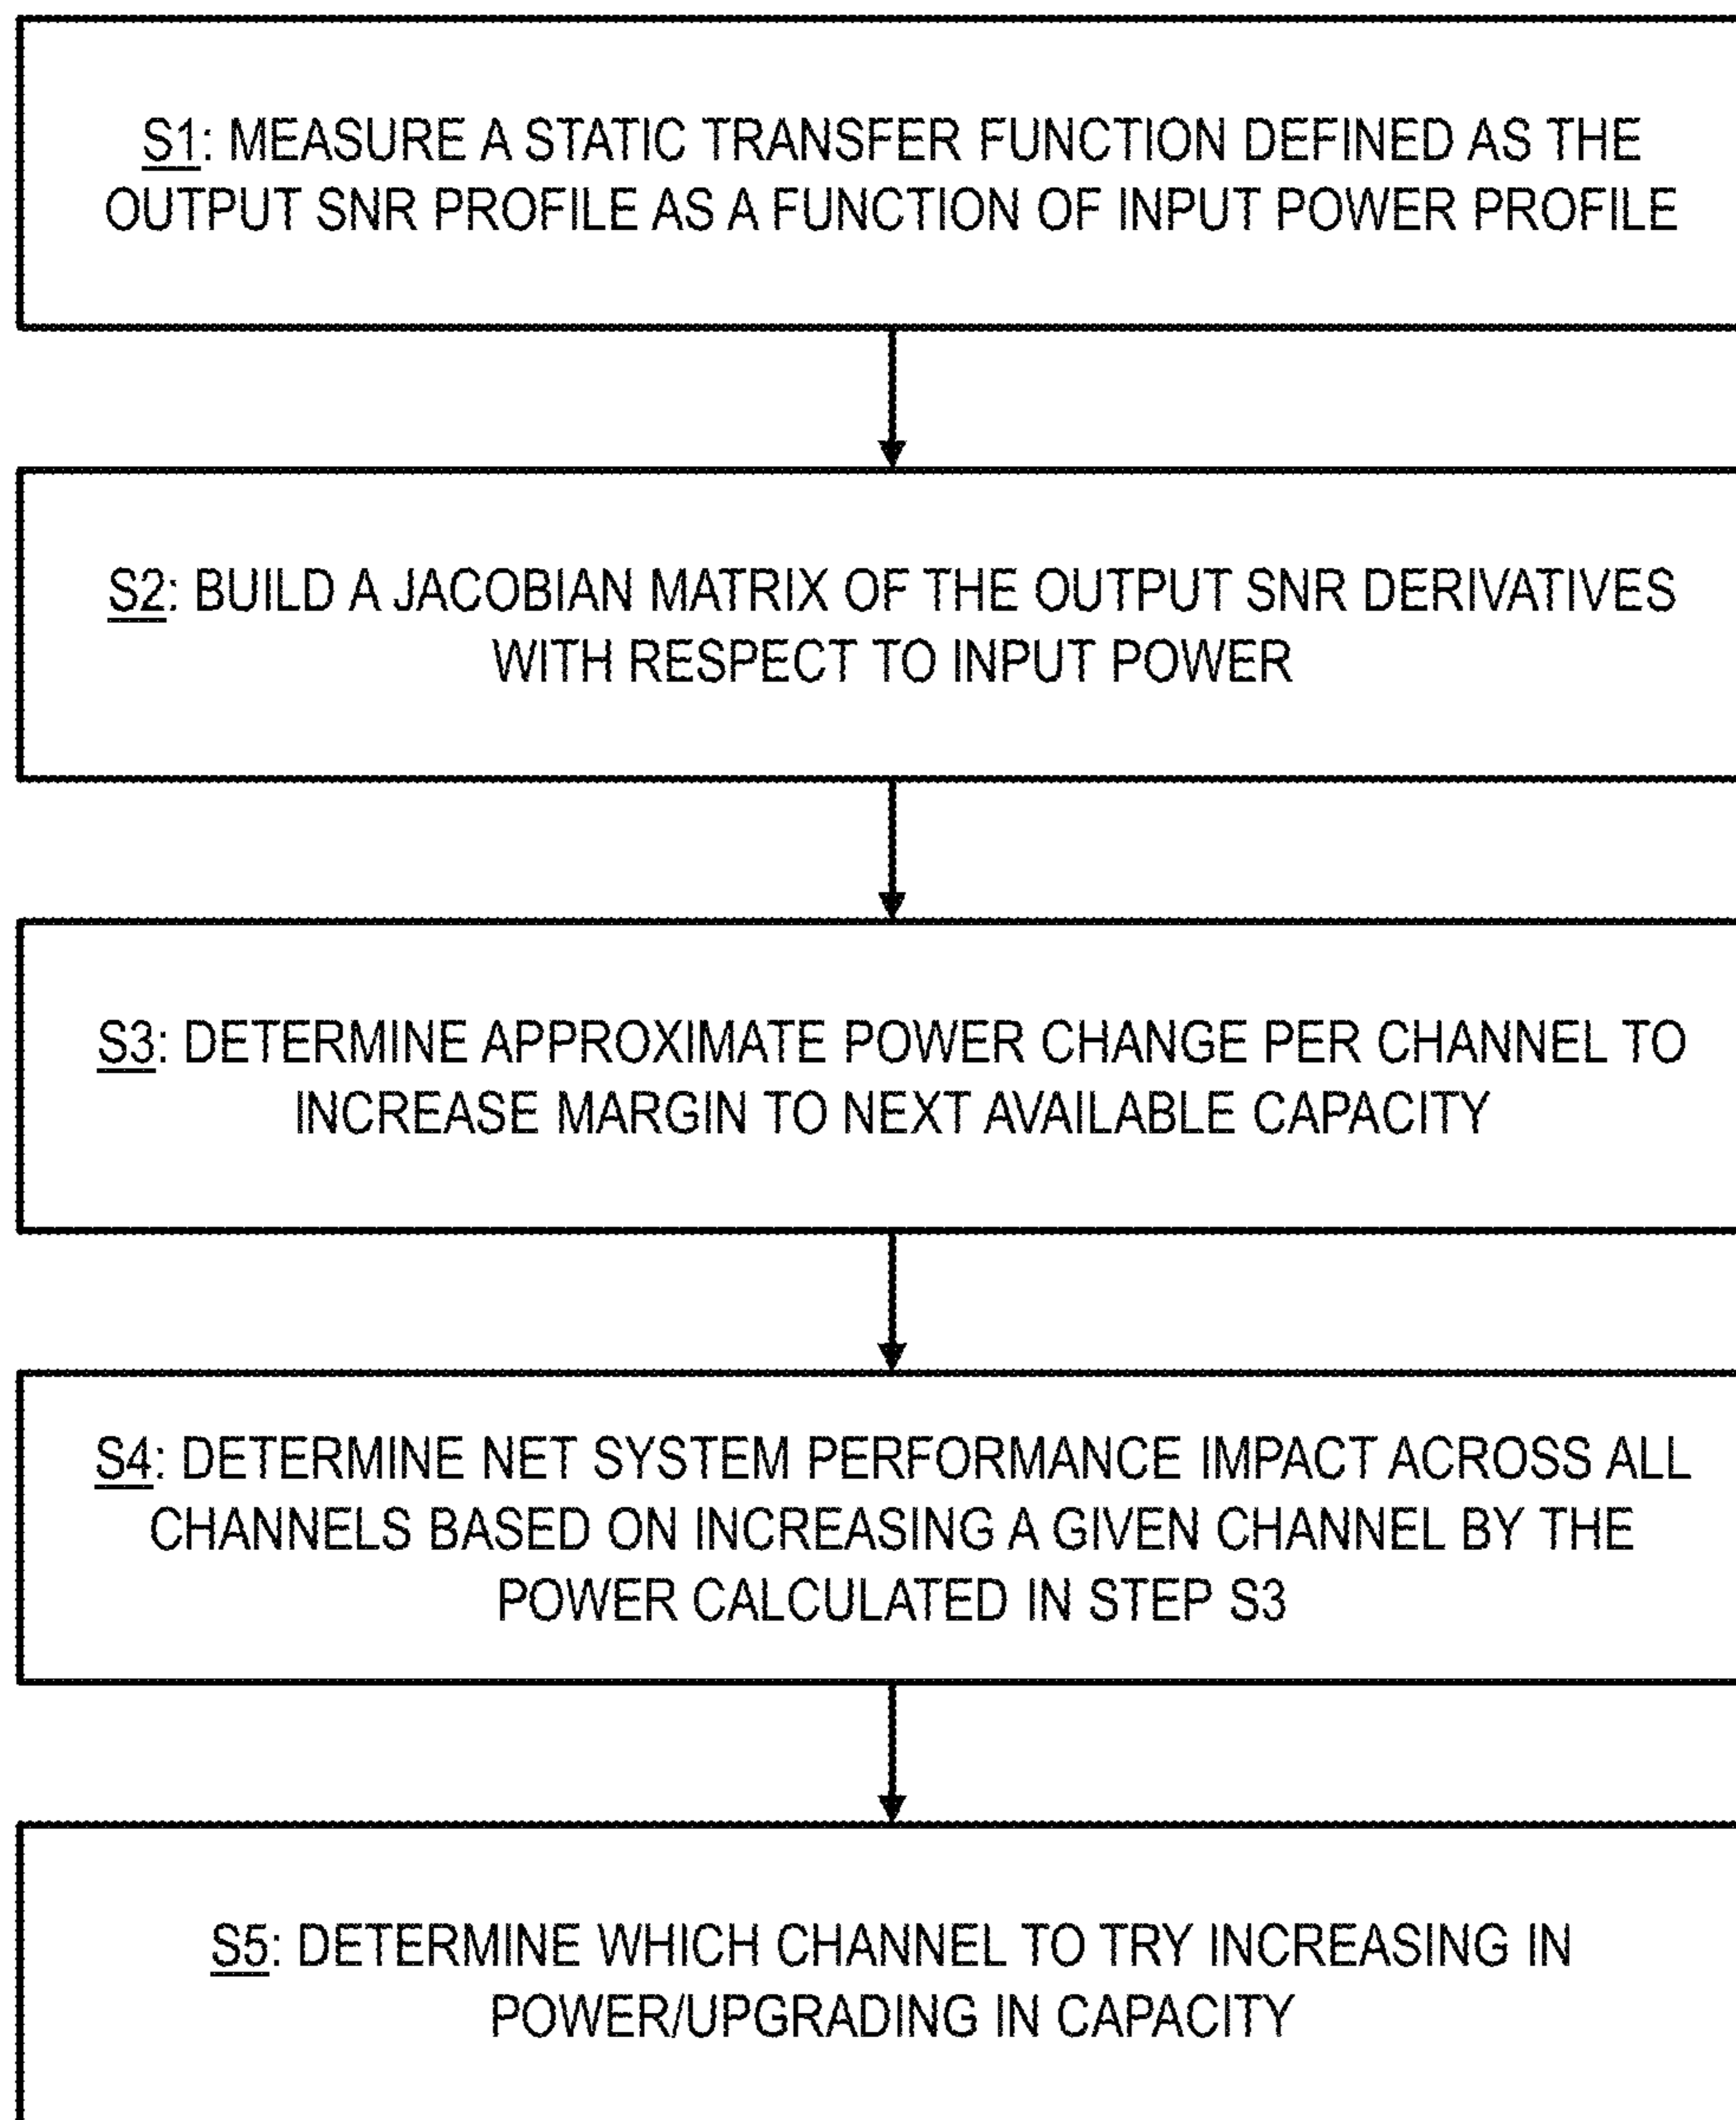 S1: MEASURE A STATIC TRANSFER FUNCTION DEFINED AS THE
OUTPUT SNR PROFILE AS A FUNCTION OF INPUT POWER PROFILE
S2: BUILD A JACOBIAN MATRIX OF THE OUTPUT SNR DERIVATIVES
WITH RESPECT TO INPUT POWER
S3: DETERMINE APPROXIMATE POWER CHANGE PER CHANNEL TO
INCREASE MARGIN TO NEXT AVAILABLE CAPACITY
S4: DETERMINE NET SYSTEM PERFORMANCE IMPACT ACROSS ALL
CHANNELS BASED ON INCREASING A GIVEN CHANNEL BY THE
POWER CALCULATED IN STEP S3
S5: DETERMINE WHICH CHANNEL TO TRY INCREASING IN
POWER/UPGRADING IN CAPACITY